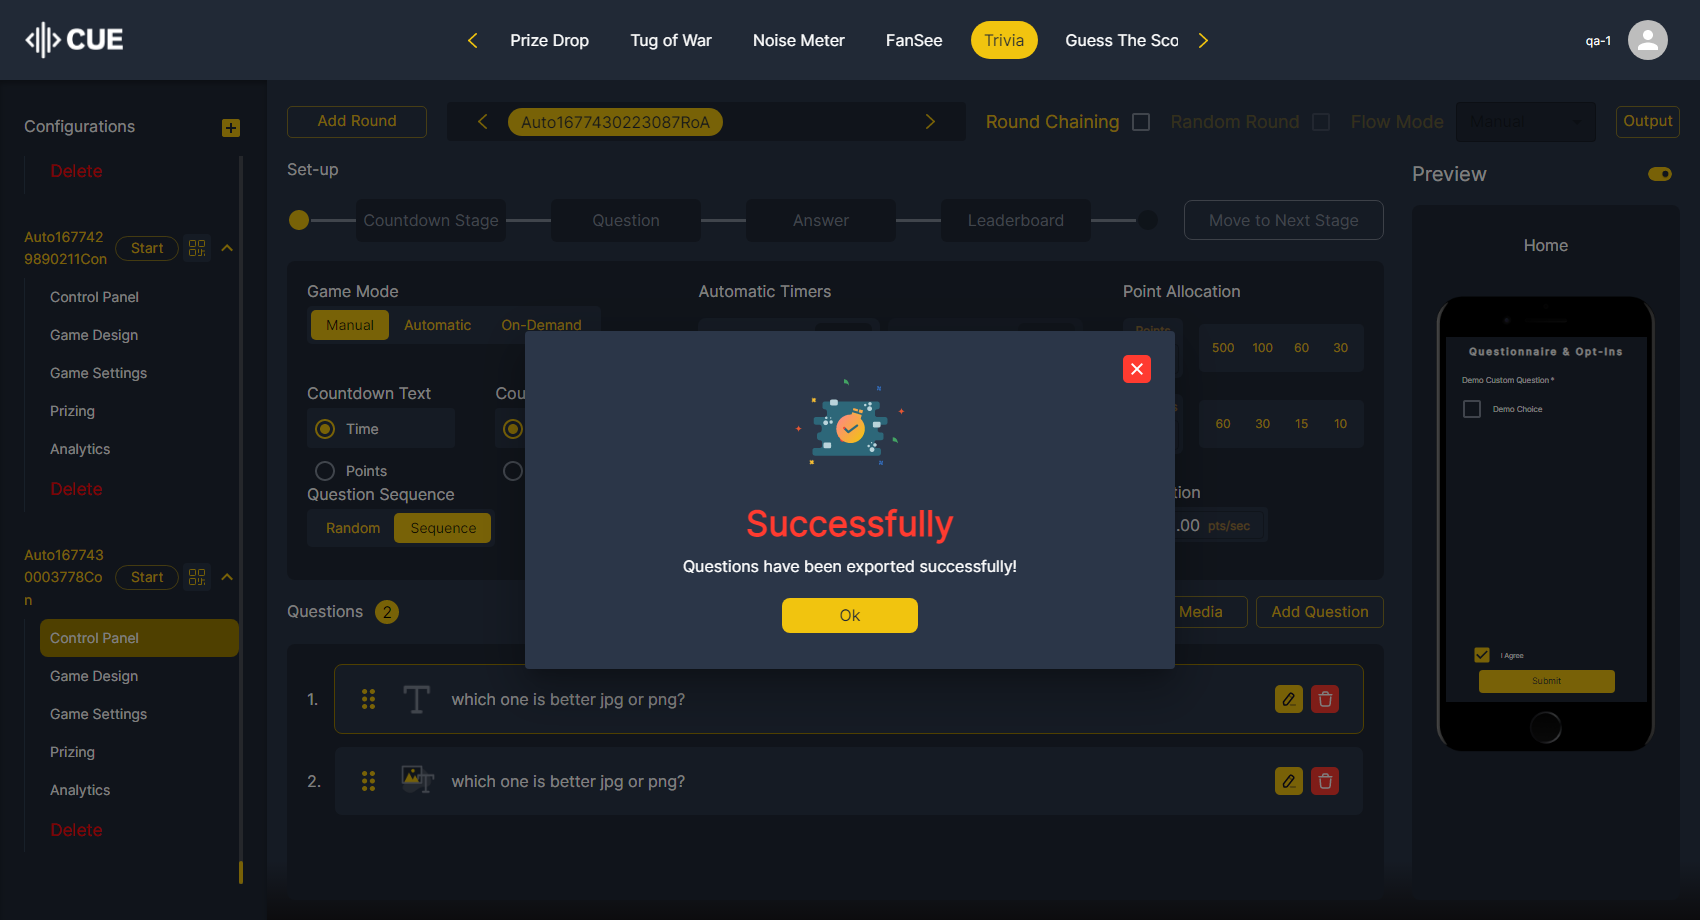 CUE
Prize Drop
Tug of War
Noise Meter
FanSee
Trivia
Guess The Sco
qa-1
Configurations
Delete
Auto167742
9890211Con
Start
Control Panel
Game Design
Game Settings
Prizing
Analytics
Delete
Auto167743
0003778Co
n
Start
Control Panel
Game Design
Game Settings
Prizing
Analytics
Delete
Add Round
Auto1677430223087RoA
Round Chaining
Random Round
Flow Mode
Manual
Output
Set-up
Countdown Stage
Question
Answer
Leaderboard
Move to Next Stage
Game Mode
Manual
Automatic
On-Demand
Automatic Timers
Point Allocation
Points
500 100 60 30
60 30 15 10
Countdown Text
Time
Points
Cou
Question Sequence
Random
Sequence
tion
.00 pts/sec
Successfully
Questions have been exported successfully!
Ok
Questions 2
Media
Add Question
1.
which one is better jpg or png?
2.
which one is better jpg or png?
Preview
Home
Questionnaire & Opt-Ins
Demo Custom Question *
Demo Choice
I Agree
Submit